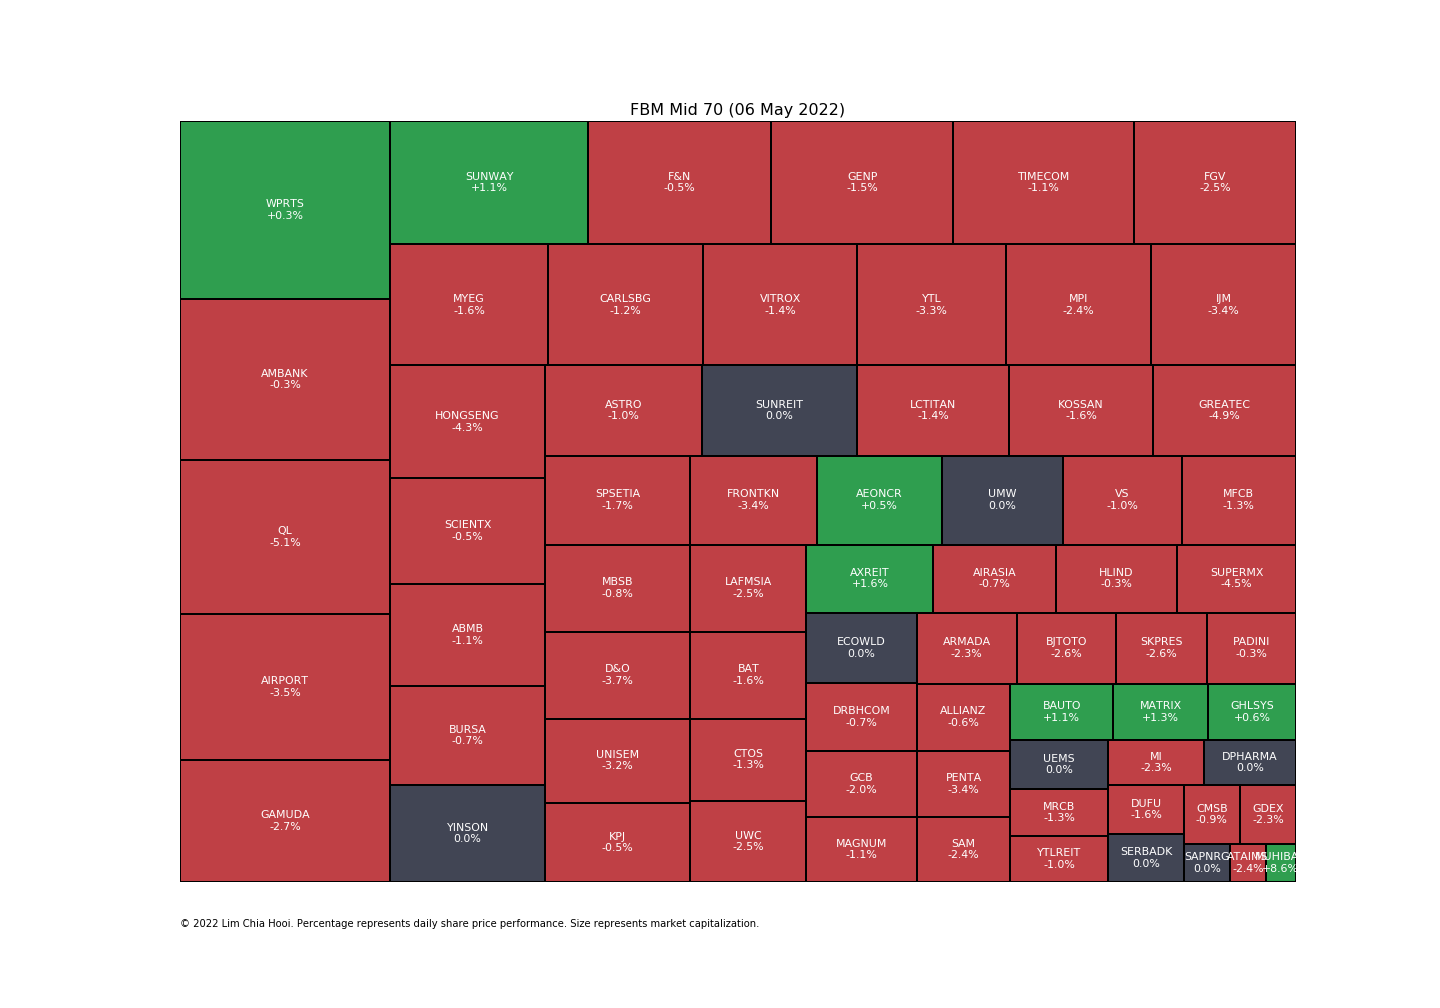 FBM Mid 70 (06 May 2022)
WPRTS
+0.3%
AMBANK
-0.3%
QL
-5.1%
AIRPORT
-3.5%
GAMUDA
-2.7%
SUNWAY
+1.1%
F&N
-0.5%
GENP
-1.5%
TIMECOM
-1.1%
FGV
-2.5%
MYEG
-1.6%
CARLSBG
-1.2%
VITROX
-1.4%
YTL
-3.3%
MPI
-2.4%
IJM
-3.4%
HONGSENG
-4.3%
SCIENTX
-0.5%
ABMB
-1.1%
BURSA
-0.7%
YINSON
0.0%
ASTRO
-1.0%
SUNREIT
0.0%
LCTITAN
-1.4%
KOSSAN
-1.6%
GREATEC
-4.9%
SPSETIA
-1.7%
MBSB
-0.8%
D&O
-3.7%
UNISEM
-3.2%
KPJ
-0.5%
FRONTKN
-3.4%
AEONCR
+0.5%
UMW
0.0%
VS
-1.0%
MFCB
-1.3%
LAFMSIA
-2.5%
BAT
-1.6%
CTOS
-1.3%
UWC
-2.5%
AXREIT
+1.6%
AIRASIA
-0.7%
HLIND
-0.3%
SUPERMX
-4.5%
ECOWLD
0.0%
DRBHCOM
-0.7%
GCB
-2.0%
MAGNUM
-1.1%
ARMADA
-2.3%
BJTOTO
-2.6%
SKPRES
-2.6%
PADINI
-0.3%
ALLIANZ
-0.6%
PENTA
-3.4%
SAM
-2.4%
BAUTO
+1.1%
MATRIX
+1.3%
GHLSYS
+0.6%
UEMS
0.0%
MRCB
-1.3%
YTLREIT
-1.0%
MI
-2.3%
DPHARMA
0.0%
DUFU
-1.6%
SERBADK
0.0%
CMSB
-0.9%
GDEX
-2.3%
SAPNRG
0.0%
ATAIMS
-2.4%
MUHIBAH
+8.6%
© 2022 Lim Chia Hooi. Percentage represents daily share price performance. Size represents market capitalization.